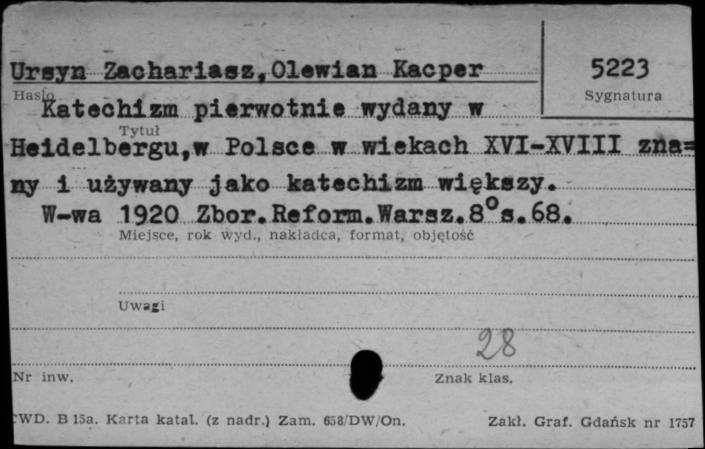 Ursyn Zachariasz,Olewian Kacper
5223
Hasło
Sygnatura
Katechizm pierwotnie wydany w
Tytuł
Heidelbergu,w Polsce w wiekach XVI-XVIII zna=
ny i używany jako katechizm większy.
W-wa 1920 Zbor.Reform.Warsz.8°s.68.
Miejsce, rok wyd., nakładca, format, objętość
Uwagi
28
Nr inw.
Znak klas.
CWD. B 15a. Karta katal. (z nadr.) Zam. 658/DW/On.
Zakł. Graf. Gdańsk nr 1757